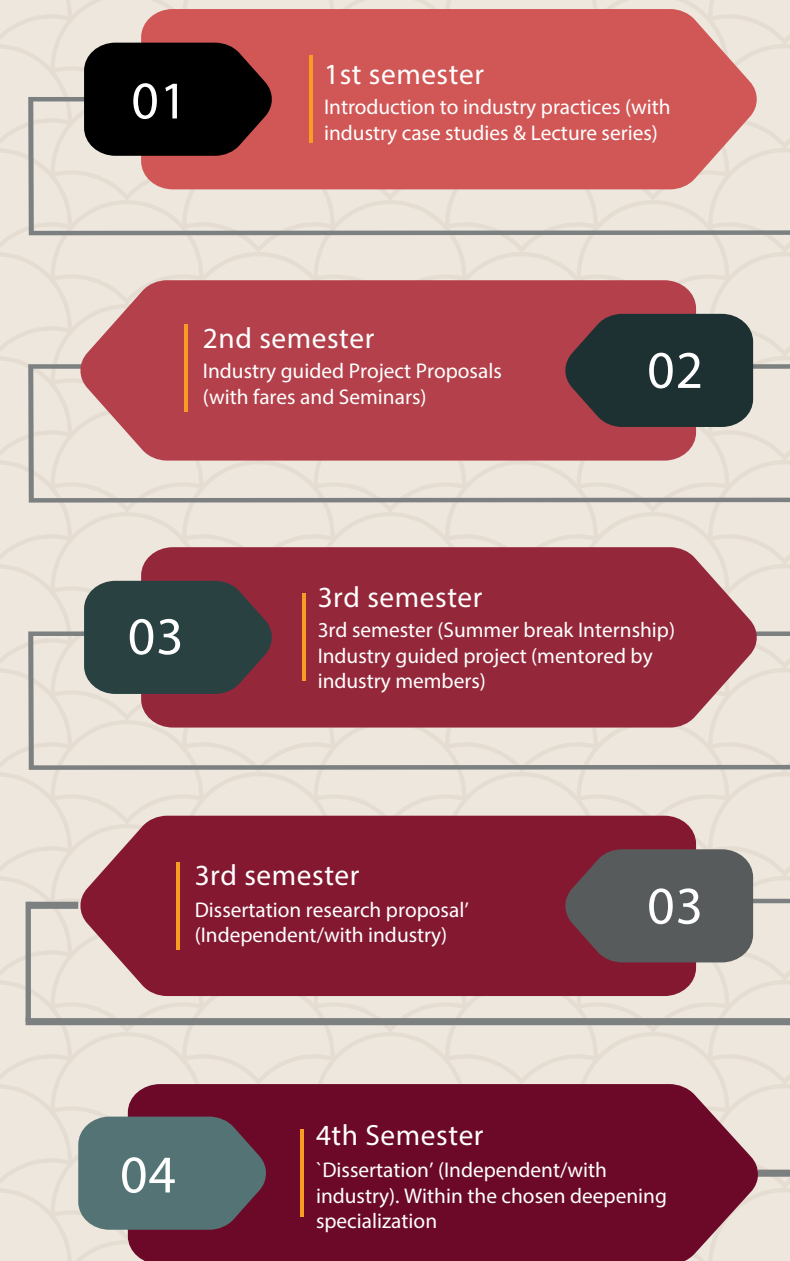 01
1st semester
Introduction to industry practices (with
industry case studies & Lecture series)
2nd semester
Industry guided Project Proposals
(with fares and Seminars)
02
03
3rd semester
3rd semester (Summer break Internship)
Industry guided project (mentored by
industry members)
3rd semester
Dissertation research proposal’
(Independent/with industry)
03
04
4th Semester
`Dissertation’ (Independent/with
industry). Within the chosen deepening
specialization